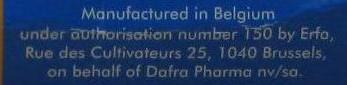 Manufactured in Belgium
under authorisation number 150 by Erfa,
Rue des Cultivateurs 25, 1040 Brussels,
on behalf of Dafra Pharma nv/sa.